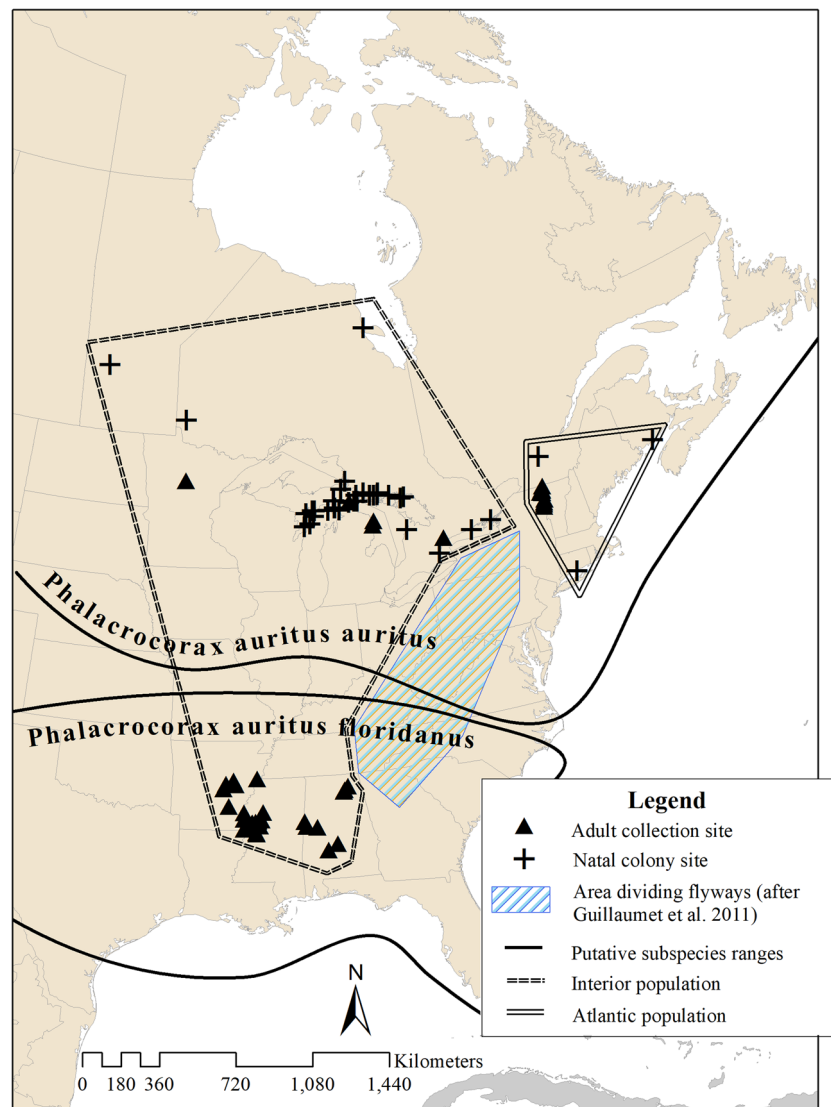 Phalacrocorax auritus auritus
Phalacrocorax auritus floridanus
Legend
Adult collection site
Natal colony site
Area dividing flyways (after
Guillaumet et al. 2011)
Putative subspecies ranges
Interior population
Atlantic population
N
Kilometers
0 180 360 720 1,080 1,440